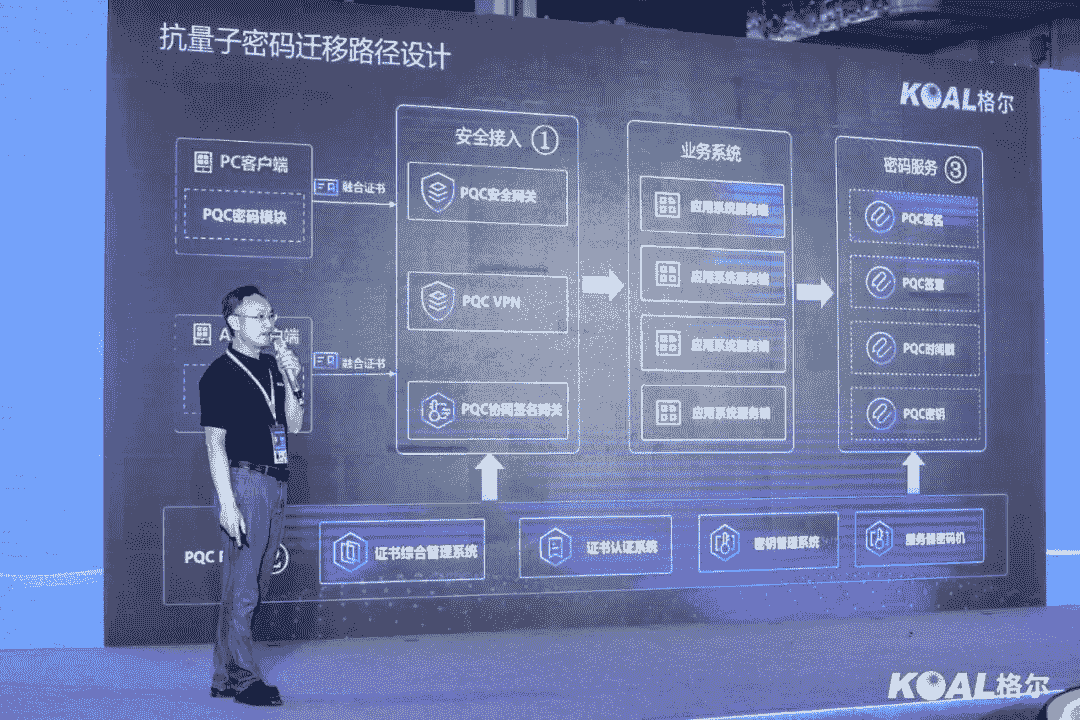 抗量子密码迁移路径设计
KOAL格尔
PC客户端
PQC密码模块
融合证书
安全接入 ①
PQC安全网关
PQC VPN
PQC协同签名网关
业务系统
应用系统服务端
应用系统服务端
应用系统服务端
应用系统服务端
密码服务 ③
PQC签名
PQC签章
PQC时间戳
PQC密钥
A
户端
融合证书
PQC
证书综合管理系统
证书认证系统
密钥管理系统
服务器密码机
KOAL格尔